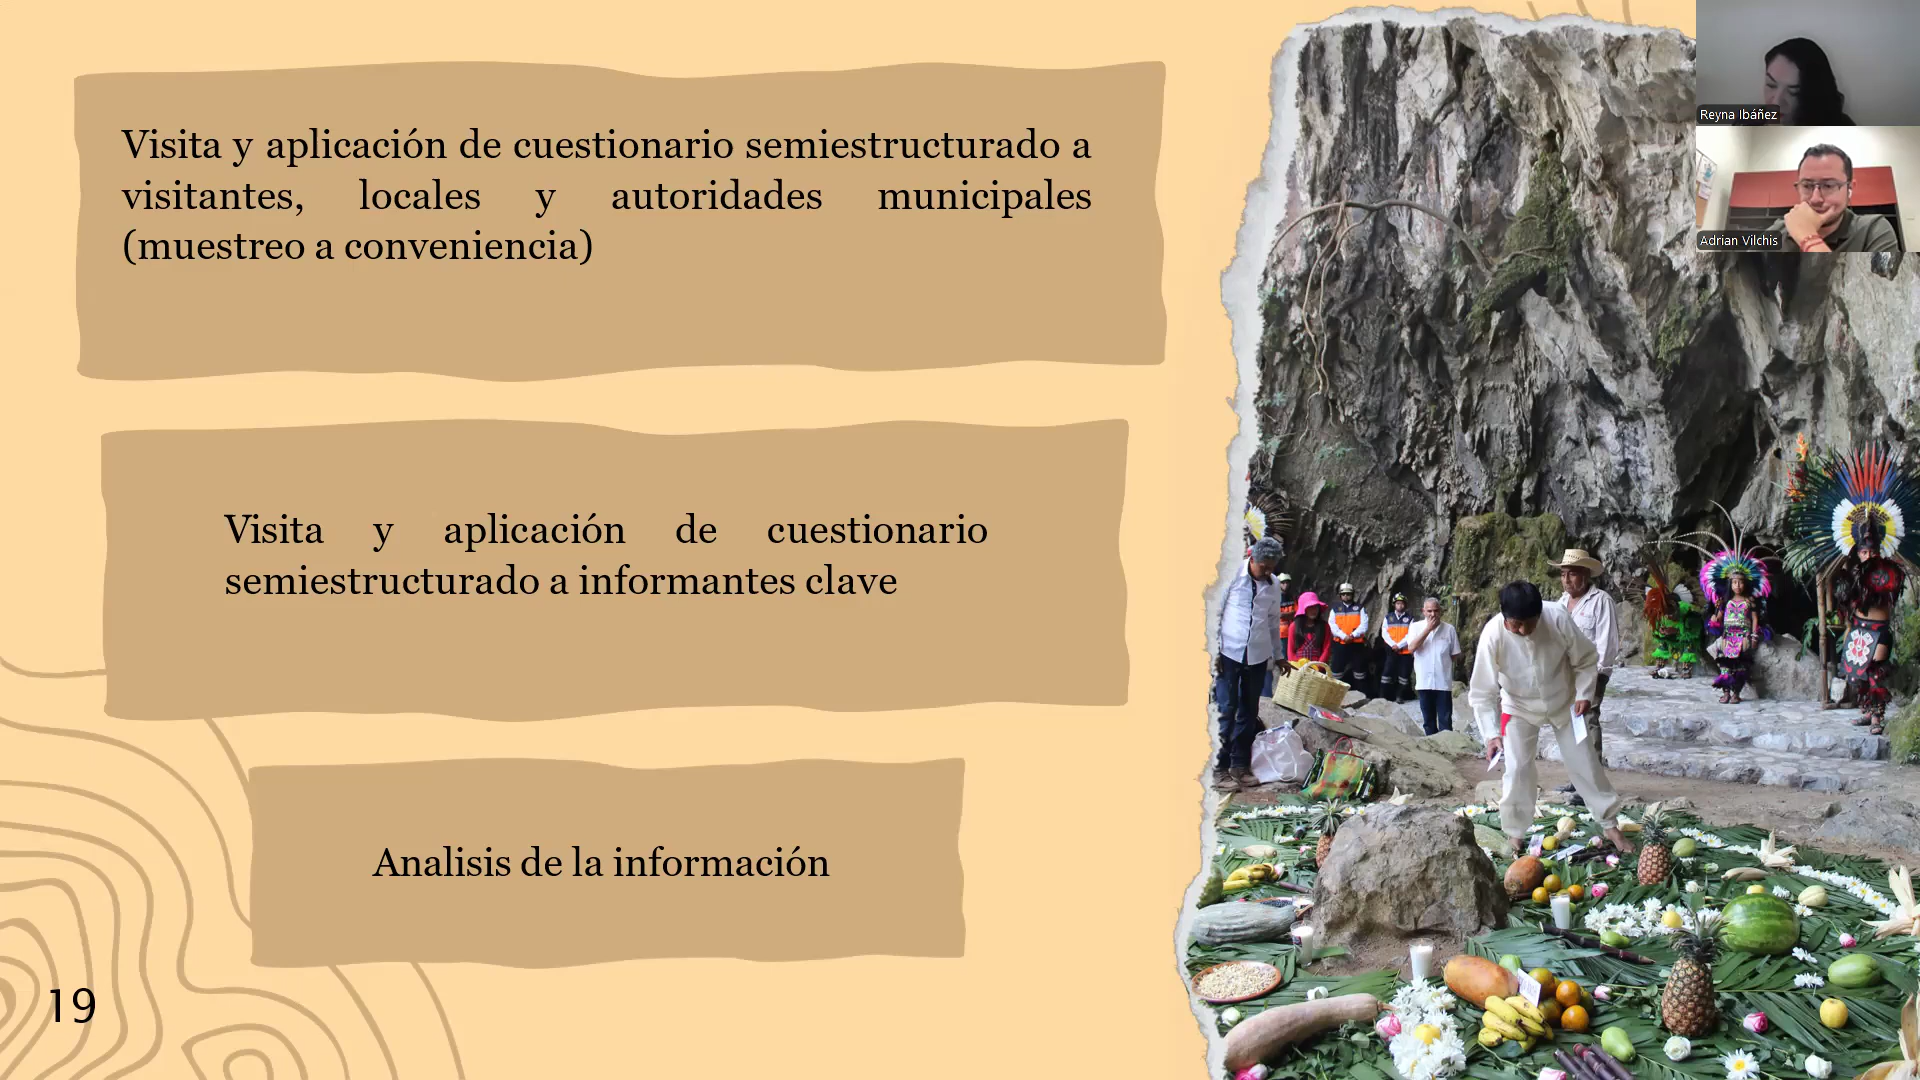 Visita y aplicación de cuestionario semiestructurado a
visitantes, locales y autoridades municipales
(muestreo a conveniencia)
Visita y aplicación de cuestionario
semiestructurado a informantes clave
Analisis de la información
19
Reyna Ibáñez
Adrian Vilchis